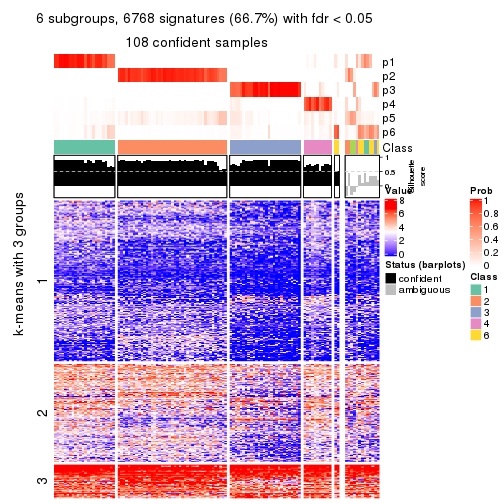 6 subgroups, 6768 signatures (66.7%) with fdr < 0.05
108 confident samples
p1
p2
p3
p4
p5
p6
Class
1
0.5
0
Silhouette
score
k-means with 3 groups
1
2
3
Value
8
6
4
2
0
Status (barplots)
confident
ambiguous
Prob
1
0.8
0.6
0.4
0.2
0
Class
1
2
3
4
6